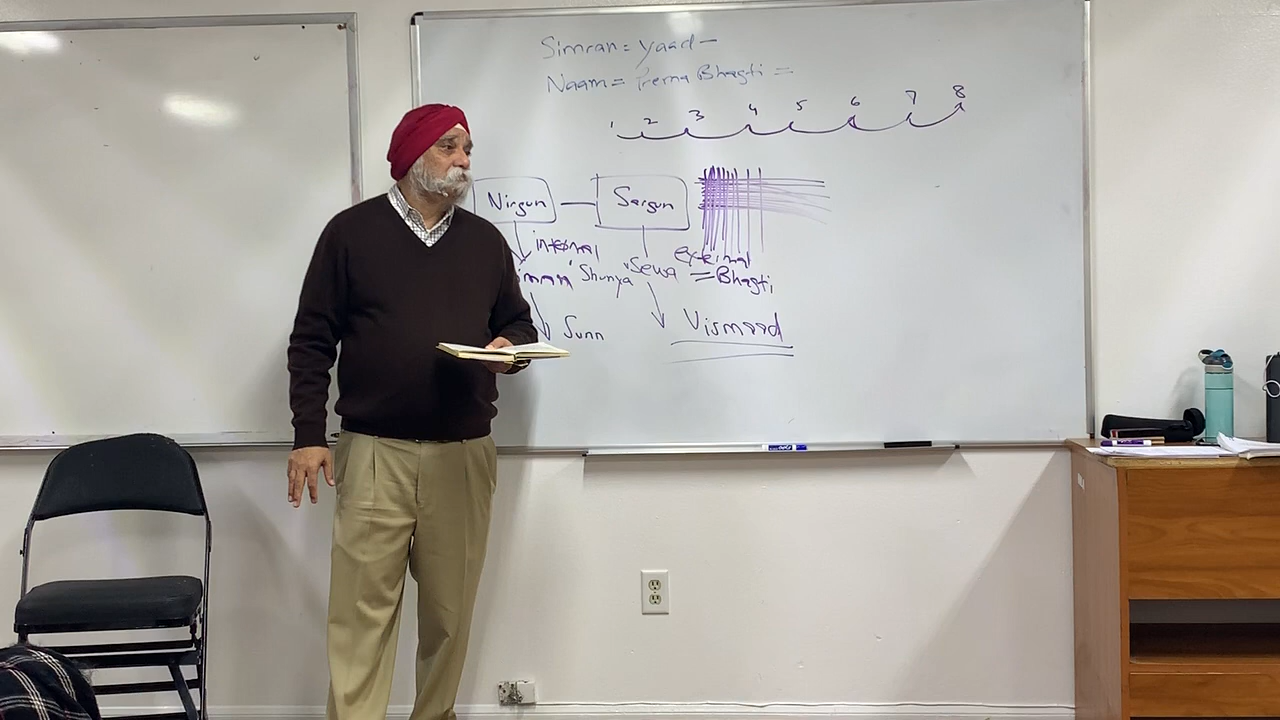 Simran = Yaad -
Naam = Prema Bhagti =
1 2 3 4 5 6 7 8
Nirgun — Sargun
internal external
"Shunya "Sewa = Bhagti
Sunn Vismaad